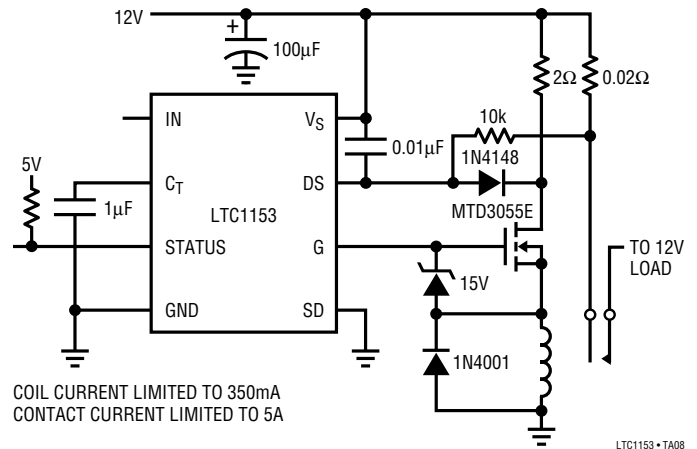 12V
+
100µF
2Ω
0.02Ω
IN
VS
10k
0.01µF
1N4148
5V
CT
DS
1µF
LTC1153
MTD3055E
STATUS
G
TO 12V
LOAD
15V
GND
SD
1N4001
COIL CURRENT LIMITED TO 350mA
CONTACT CURRENT LIMITED TO 5A
LTC1153 • TA08